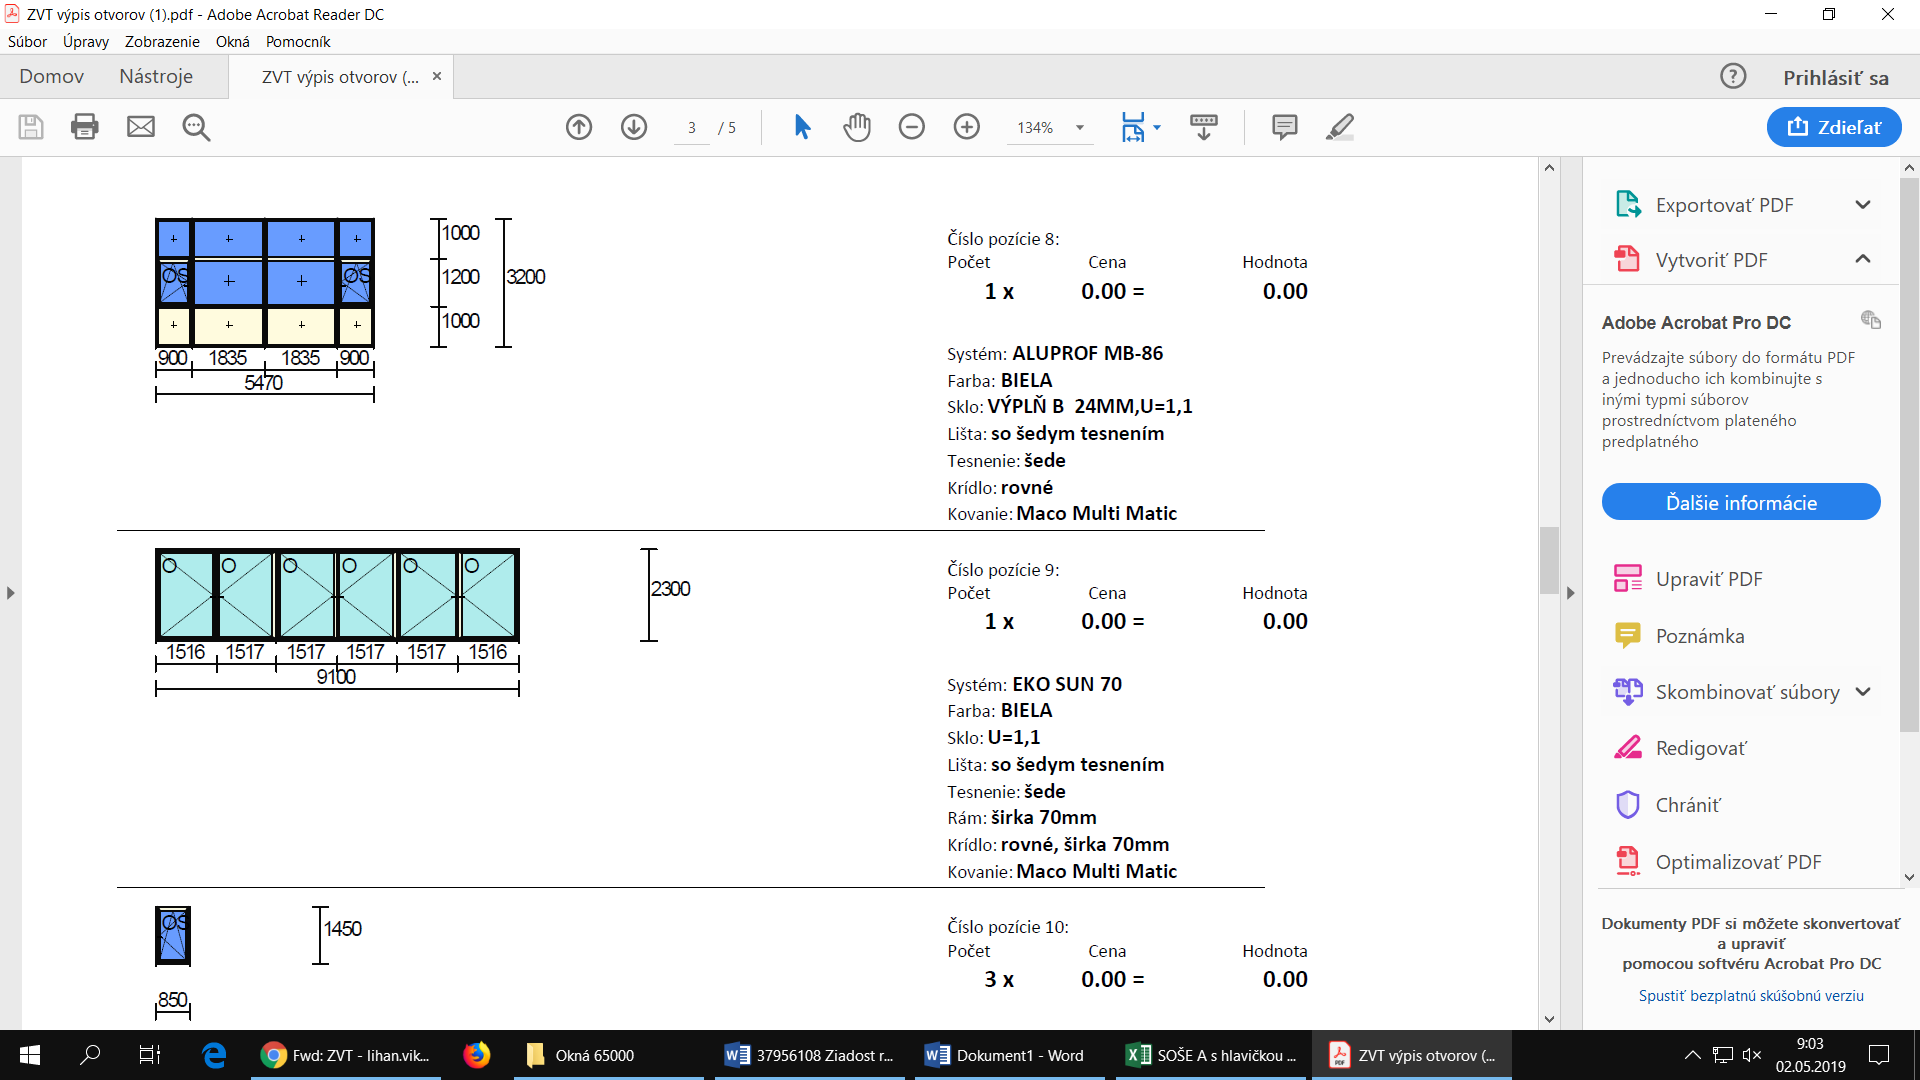 ZVT výpis otvorov (1).pdf - Adobe Acrobat Reader DC
Súbor Úpravy Zobrazenie Okná Pomocník
Domov Nástroje ZVT výpis otvorov (... × Prihlásiť sa
3 / 5 134% Zdieľať
1000
1200 3200
1000
OS OS
900 1835 1835 900
5470
Číslo pozície 8:
Počet Cena Hodnota
1 x 0.00 = 0.00
Systém: ALUPROF MB-86
Farba: BIELA
Sklo: VÝPLŇ B 24MM,U=1,1
Lišta: so šedym tesnením
Tesnenie: šede
Krídlo: rovné
Kovanie: Maco Multi Matic
O O O O O O
2300
1516 1517 1517 1517 1517 1516
9100
Číslo pozície 9:
Počet Cena Hodnota
1 x 0.00 = 0.00
Systém: EKO SUN 70
Farba: BIELA
Sklo: U=1,1
Lišta: so šedym tesnením
Tesnenie: šede
Rám: širka 70mm
Krídlo: rovné, širka 70mm
Kovanie: Maco Multi Matic
OS
1450
850
Číslo pozície 10:
Počet Cena Hodnota
3 x 0.00 = 0.00
Exportovať PDF
Vytvoriť PDF
Adobe Acrobat Pro DC
Prevádzajte súbory do formátu PDF
a jednoducho ich kombinujte s
inými typmi súborov
prostredníctvom plateného
predplatného
Ďalšie informácie
Upraviť PDF
Poznámka
Skombinovať súbory
Redigovať
Chrániť
Optimalizovať PDF
Dokumenty PDF si môžete skonvertovať
a upraviť
pomocou softvéru Acrobat Pro DC
Spustiť bezplatnú skúšobnú verziu
Fwd: ZVT - lihan.vik... Okná 65000 37956108 Ziadost r... Dokument1 - Word SOŠE A s hlavičkou ... ZVT výpis otvorov (... 9:03
02.05.2019